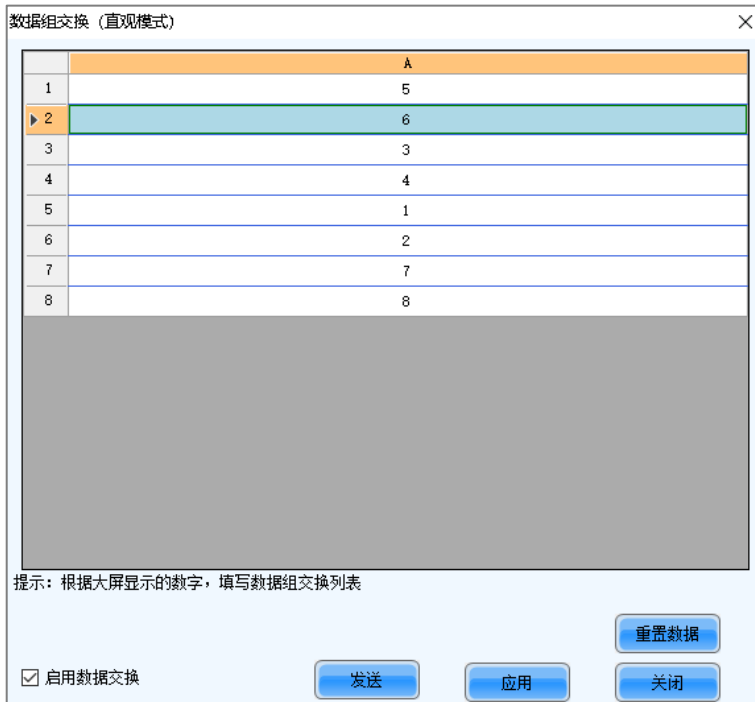 数据组交换 (直观模式)
A
1 5
2 6
3 3
4 4
5 1
6 2
7 7
8 8
提示：根据大屏显示的数字，填写数据组交换列表
重置数据
启用数据交换 发送 应用 关闭